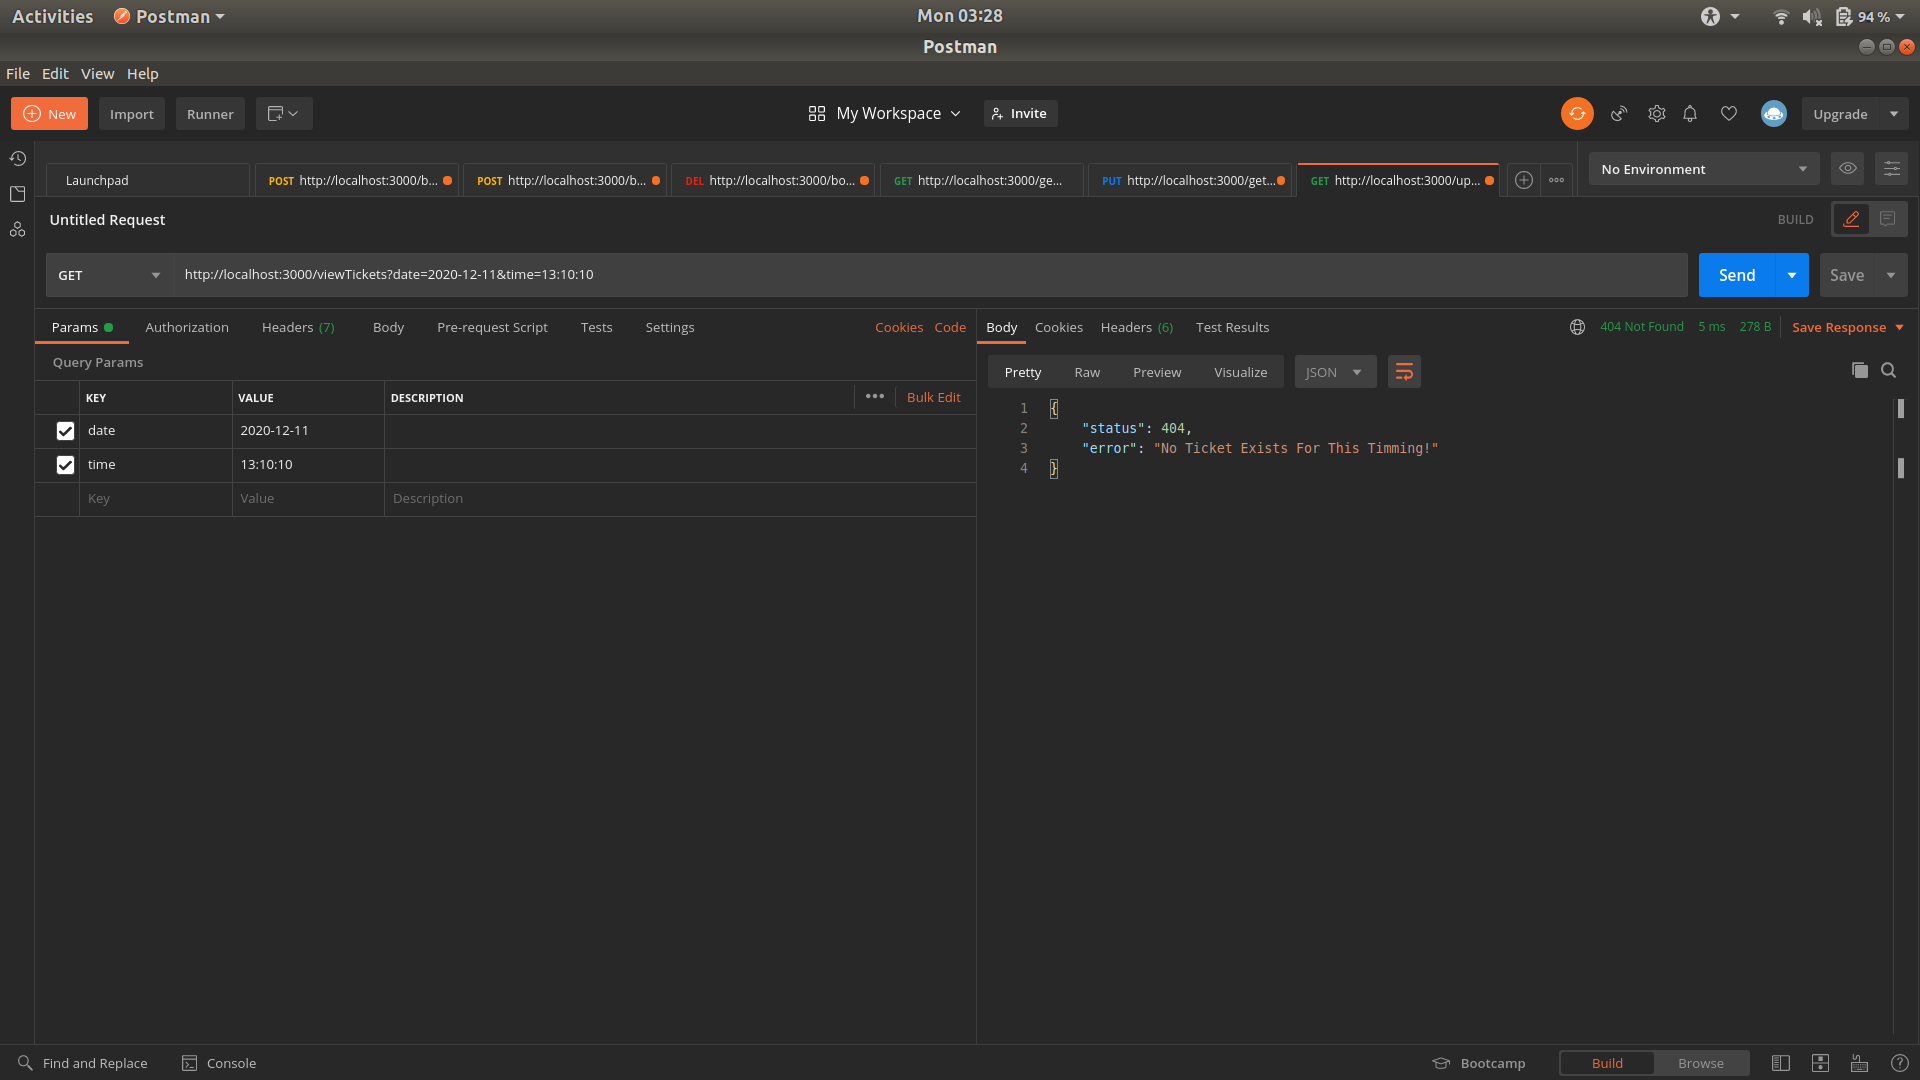 Activities Postman Mon 03:28 94 %
Postman
File Edit View Help
New Import Runner My Workspace Invite Upgrade
Launchpad POST http://localhost:3000/b... POST http://localhost:3000/b... DEL http://localhost:3000/bo... GET http://localhost:3000/ge... PUT http://localhost:3000/get... GET http://localhost:3000/up... No Environment
Untitled Request BUILD
GET http://localhost:3000/viewTickets?date=2020-12-11&time=13:10:10 Send Save
Params Authorization Headers (7) Body Pre-request Script Tests Settings Cookies Code
Body Cookies Headers (6) Test Results 404 Not Found 5 ms 278 B Save Response
Query Params
KEY VALUE DESCRIPTION ••• Bulk Edit
date 2020-12-11
time 13:10:10
Key Value Description
Pretty Raw Preview Visualize JSON
1 {
2 "status": 404,
3 "error": "No Ticket Exists For This Timming!"
4 }
Find and Replace Console Bootcamp Build Browse